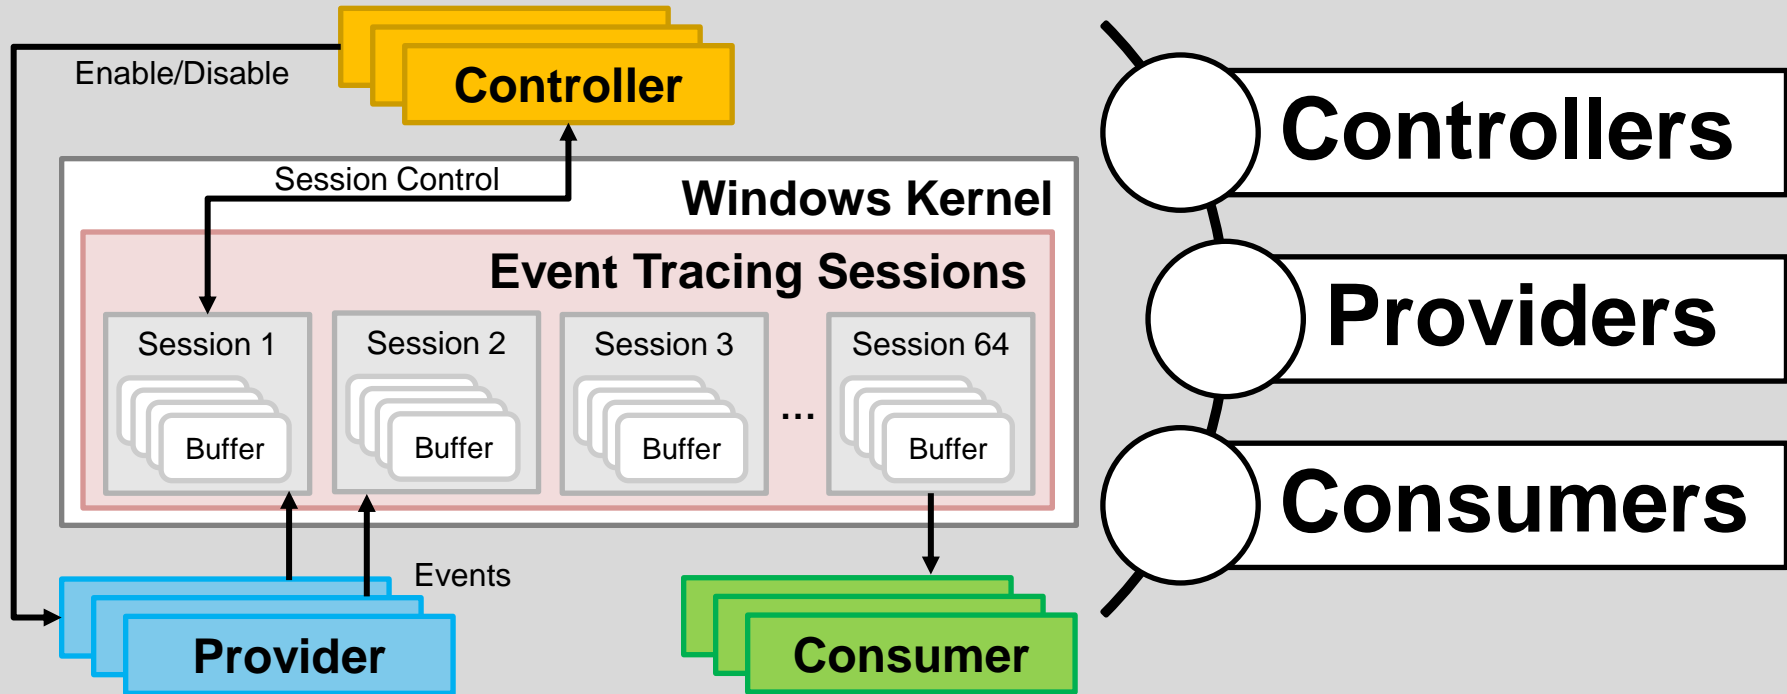 Enable/Disable
Controller
Session Control
Windows Kernel
Event Tracing Sessions
Session 1
Session 2
Session 3
Session 64
Buffer
Buffer
Buffer
...
Buffer
Events
Provider
Consumer
Controllers
Providers
Consumers